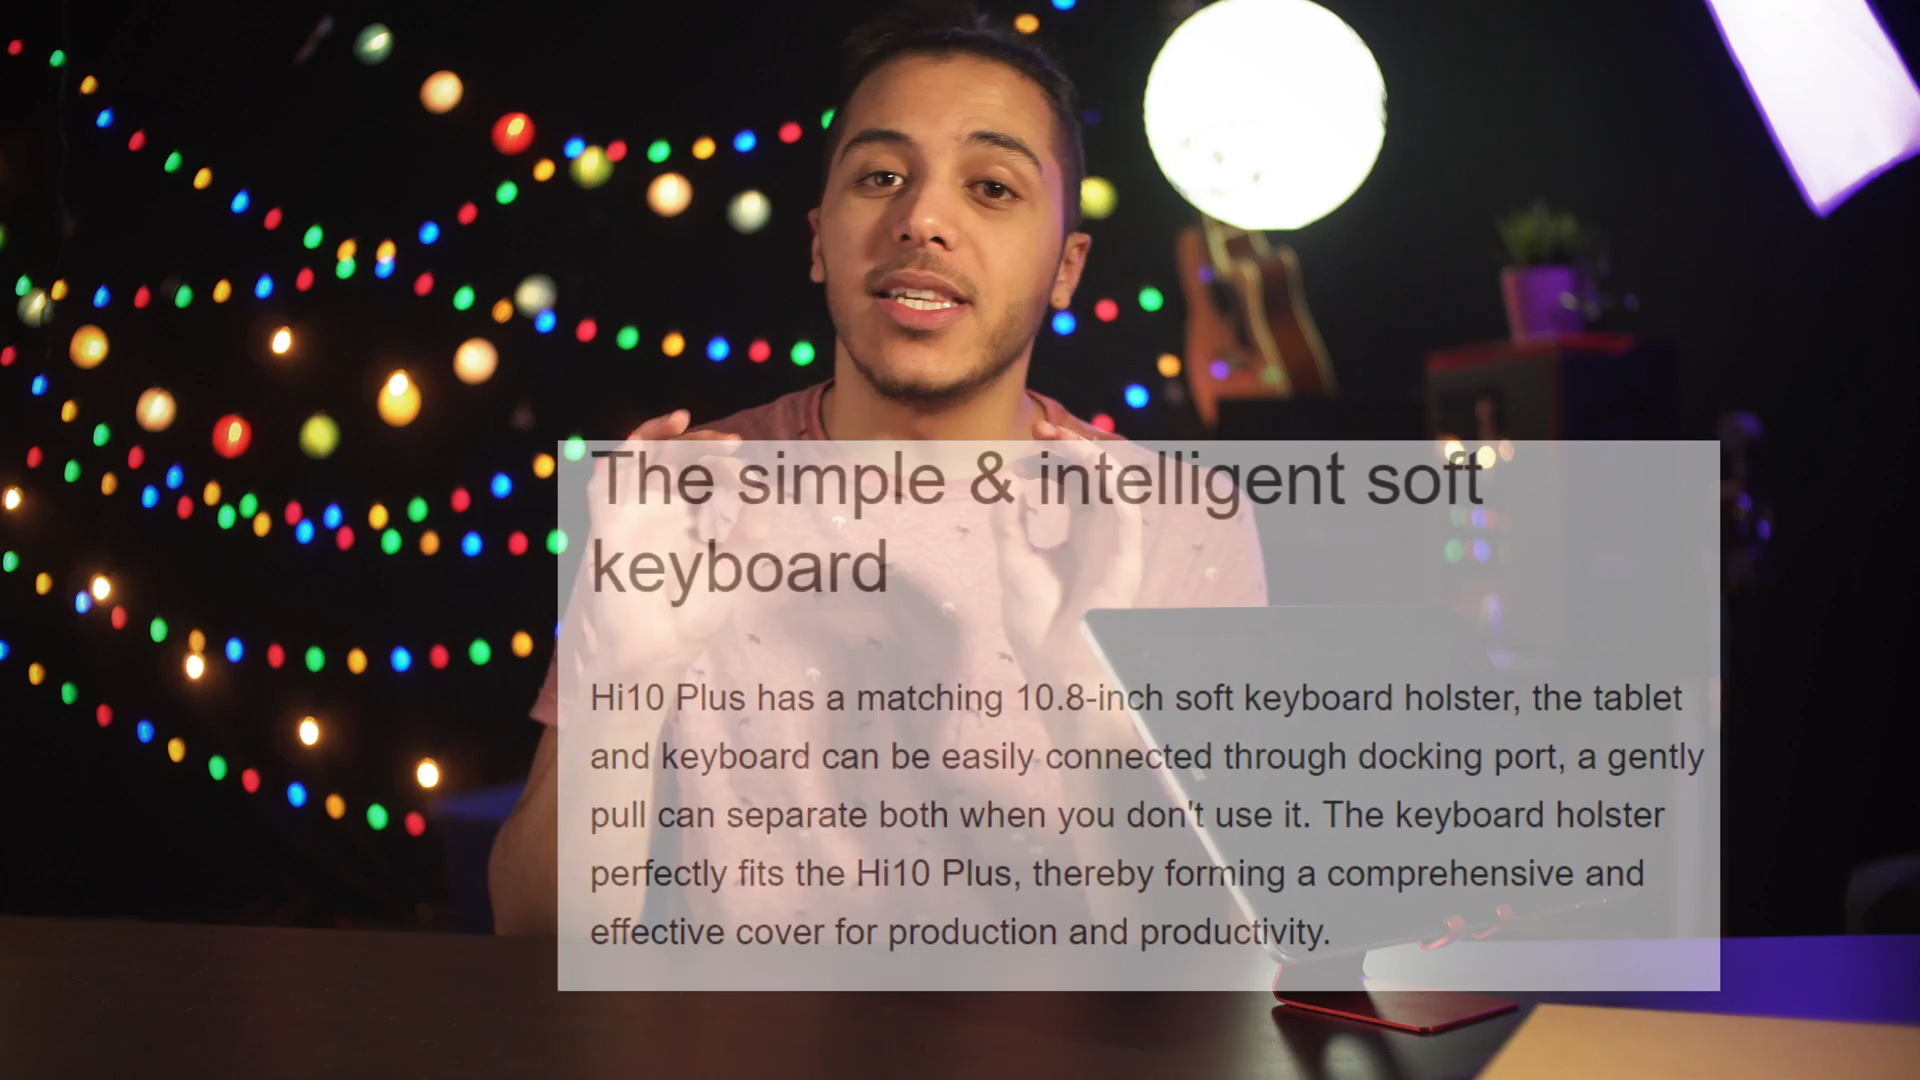 The simple & intelligent soft
keyboard
Hi10 Plus has a matching 10.8-inch soft keyboard holster, the tablet
and keyboard can be easily connected through docking port, a gently
pull can separate both when you don't use it. The keyboard holster
perfectly fits the Hi10 Plus, thereby forming a comprehensive and
effective cover for production and productivity.